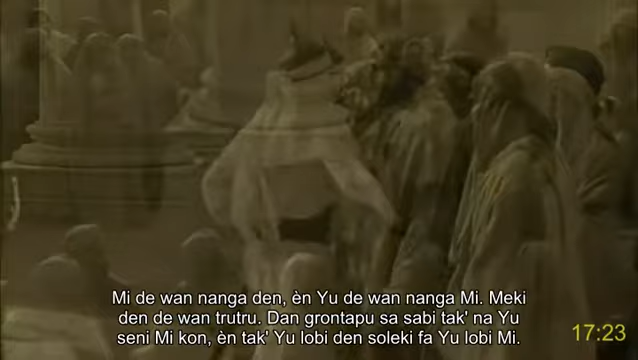 Mi de wan nanga den, èn Yu de wan nanga Mi. Meki
den de wan trutru. Dan grontapu sa sabi tak' na Yu
seni Mi kon, èn tak' Yu lobi den soleki fa Yu lobi Mi.
17:23